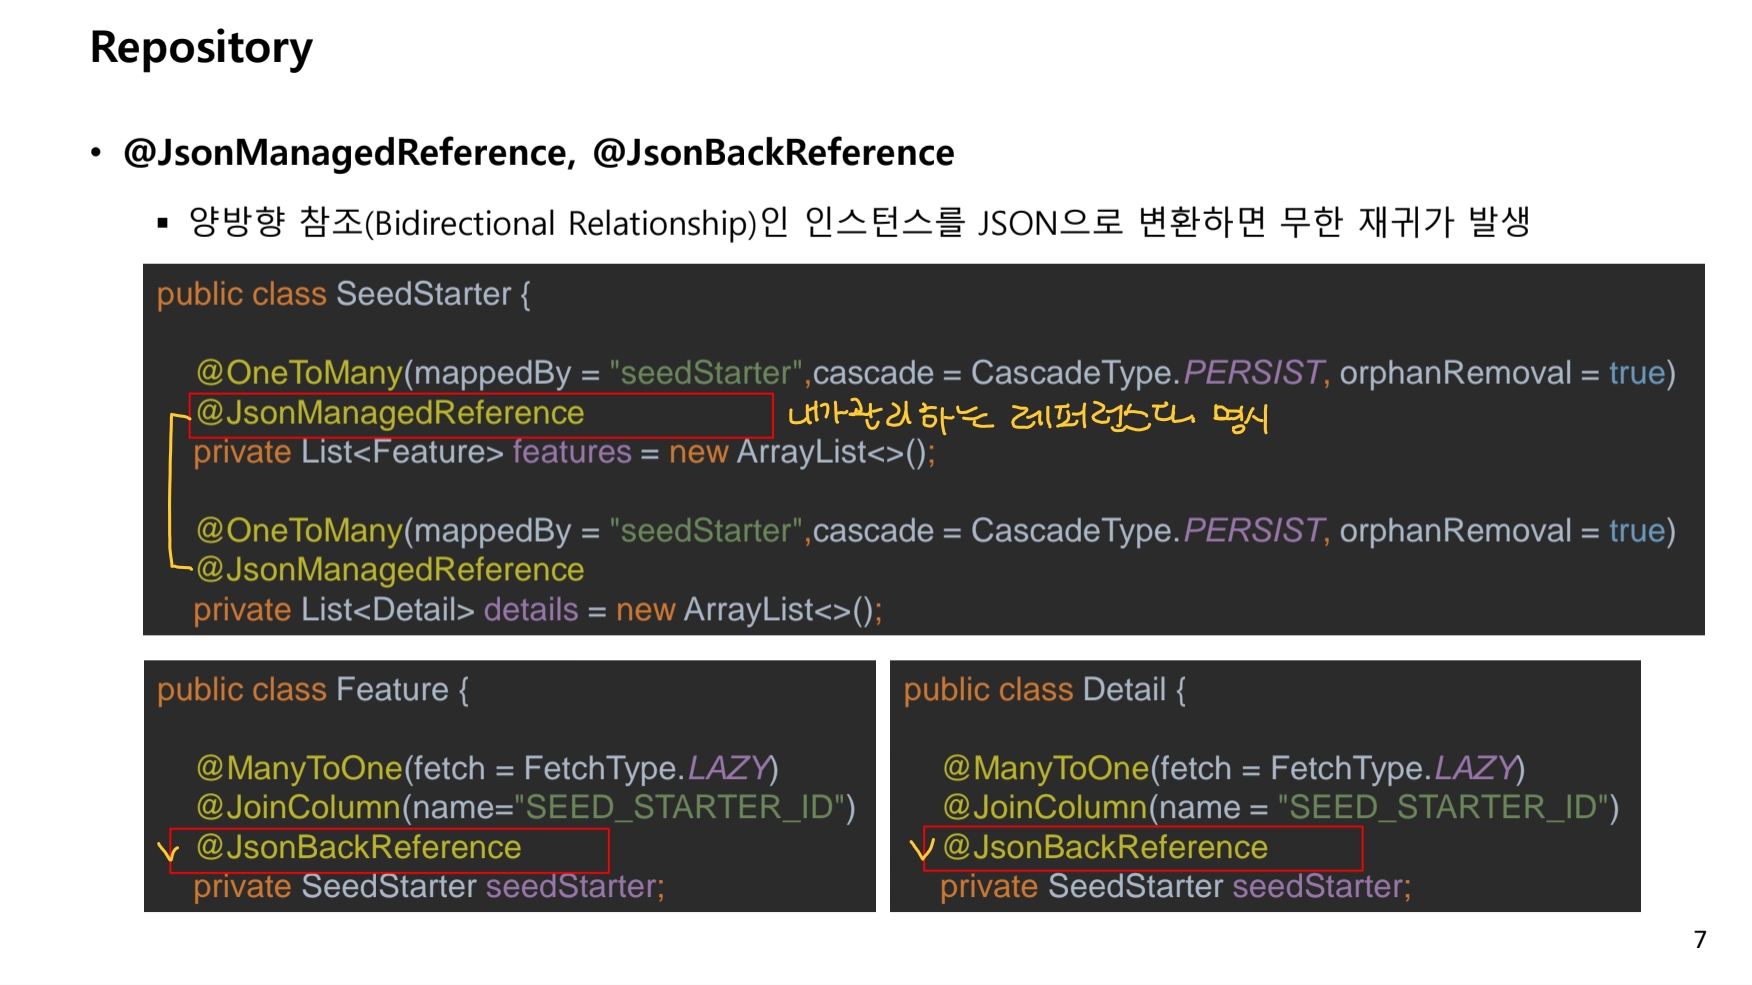 Repository
• @JsonManagedReference, @JsonBackReference
▪ 양방향 참조(Bidirectional Relationship)인 인스턴스를 JSON으로 변환하면 무한 재귀가 발생
public class SeedStarter {
@OneToMany(mappedBy = "seedStarter",cascade = CascadeType.PERSIST, orphanRemoval = true)
@JsonManagedReference 내가 관리하는 레퍼런스다 명시
private List<Feature> features = new ArrayList<>();
@OneToMany(mappedBy = "seedStarter",cascade = CascadeType.PERSIST, orphanRemoval = true)
@JsonManagedReference
private List<Detail> details = new ArrayList<>();
public class Feature {
@ManyToOne(fetch = FetchType.LAZY)
@JoinColumn(name="SEED_STARTER_ID")
@JsonBackReference
private SeedStarter seedStarter;
public class Detail {
@ManyToOne(fetch = FetchType.LAZY)
@JoinColumn(name = "SEED_STARTER_ID")
@JsonBackReference
private SeedStarter seedStarter;
7